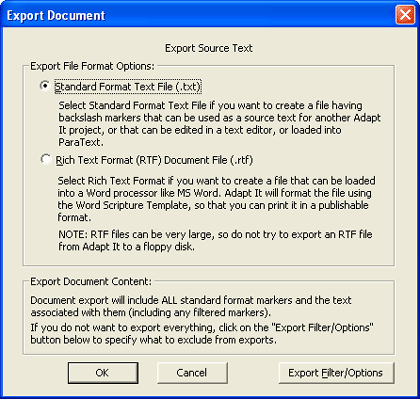 Export Document
Export Source Text
Export File Format Options:
Standard Format Text File (.txt)
Select Standard Format Text File if you want to create a file having
backslash markers that can be used as a source text for another Adapt
It project, or that can be edited in a text editor, or loaded into
ParaText.
Rich Text Format (RTF) Document File (.rtf)
Select Rich Text Format if you want to create a file that can be loaded
into a Word processor like MS Word. Adapt It will format the file using
the Word Scripture Template, so that you can print it in a publishable
format.
NOTE: RTF files can be very large, so do not try to export an RTF file
from Adapt It to a floppy disk.
Export Document Content:
Document export will include ALL standard format markers and the text
associated with them (including any filtered markers).
If you do not want to export everything, click on the "Export Filter/Options"
button below to specify what to exclude from exports.
OK
Cancel
Export Filter/Options